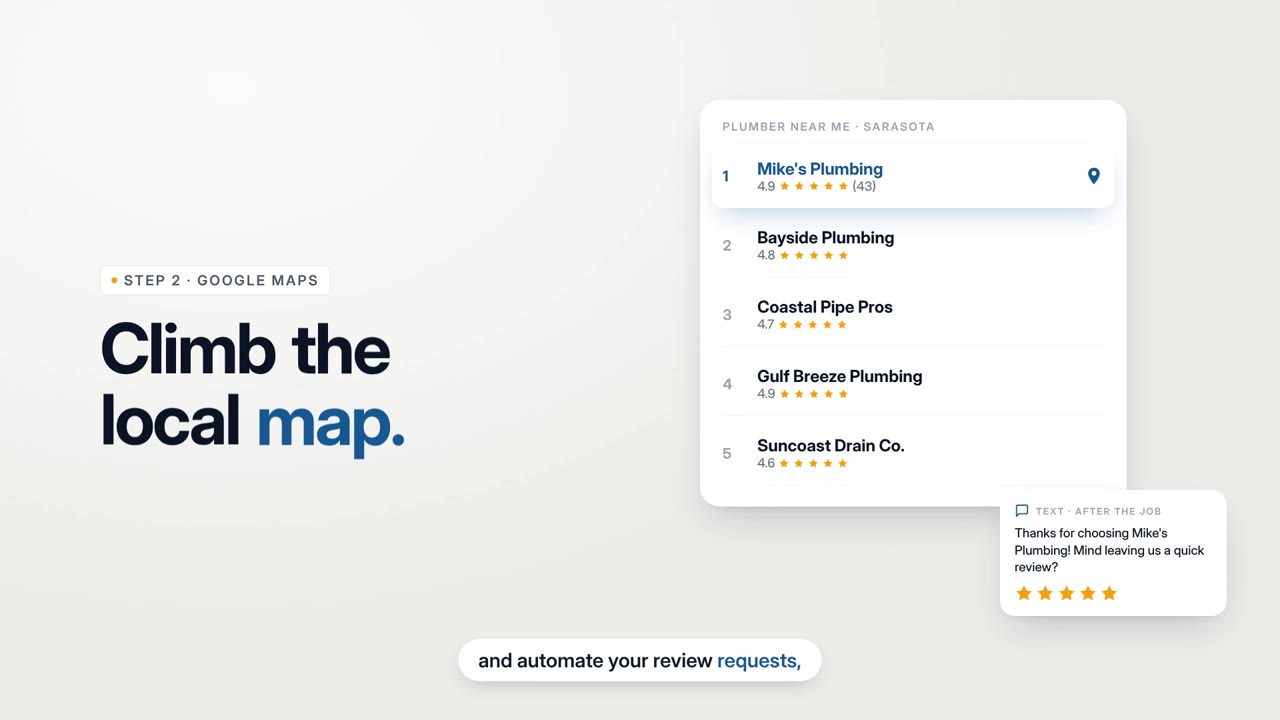 STEP 2 · GOOGLE MAPS
Climb the
local map.
PLUMBER NEAR ME · SARASOTA
1
Mike's Plumbing
4.9 ★★★★★ (43)
2
Bayside Plumbing
4.8 ★★★★★
3
Coastal Pipe Pros
4.7 ★★★★★
4
Gulf Breeze Plumbing
4.9 ★★★★★
5
Suncoast Drain Co.
4.6 ★★★★★
TEXT · AFTER THE JOB
Thanks for choosing Mike's
Plumbing! Mind leaving us a quick
review?
★★★★★
and automate your review requests,